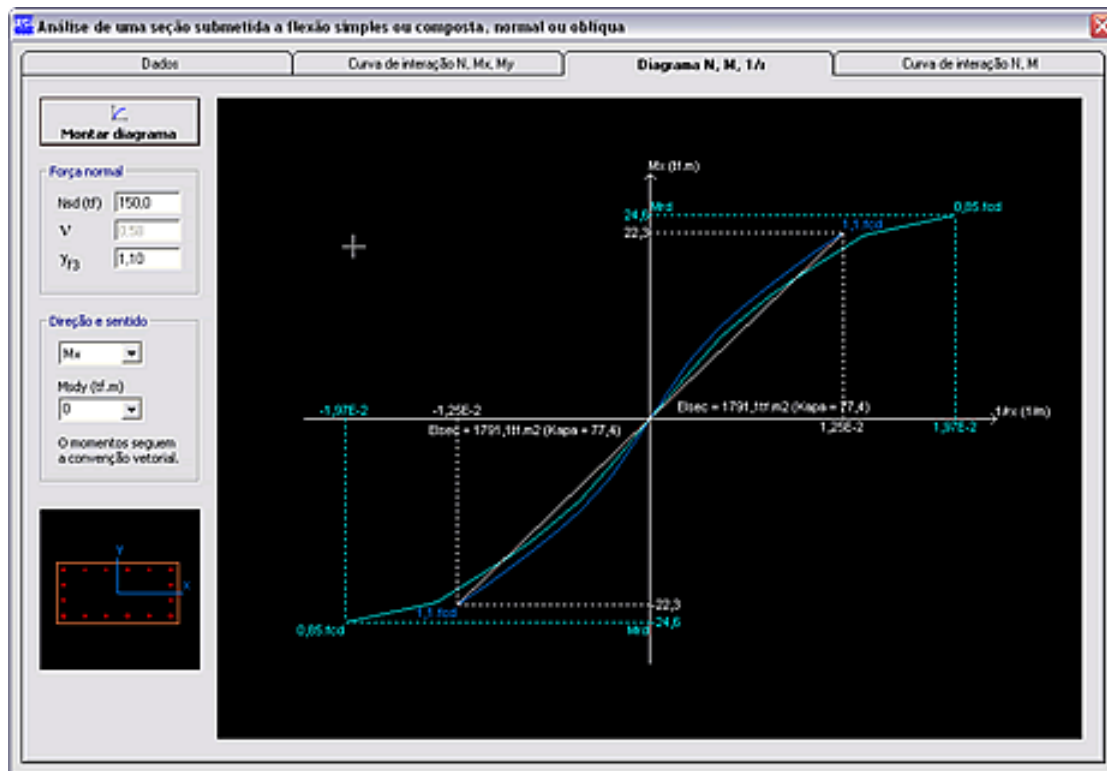 Análise de uma seção submetida a flexão simples ou composta, normal ou oblíqua
Dados
Curva de interação N, Mx, My
Diagrama N, M, 1/r
Curva de interação N, M
Montar diagrama
Força normal
Nsd (tf) 150,0
ν 0,50
γf3 1,10
Direção e sentido
Mx
Msdy (tf.m)
0
O momentos seguem
a convenção vetorial.
Y
X
Mx (tf.m)
Mrd
24,6
22,3
0,85.fcd
1,1.fcd
-1,97E-2
-1,25E-2
EIsec = 1791,1tf.m2 (Kapa = 77,4)
1/rx (1/m)
EIsec = 1791,1tf.m2 (Kapa = 77,4)
1,25E-2
1,97E-2
1,1.fcd
-22,3
0,85.fcd
Mrd
-24,6